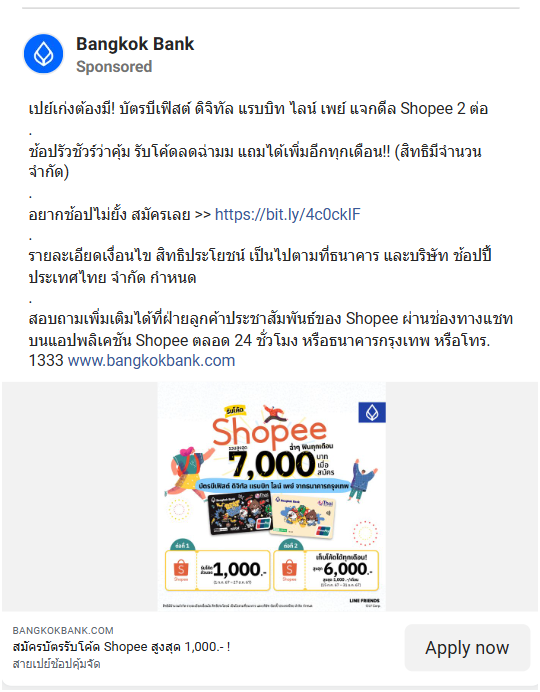 Bangkok Bank
Sponsored
เปย์เก่งต้องมี! บัตรบีเฟิสต์ ดิจิทัล แรบบิท ไลน์ เพย์ แจกดีล Shopee 2 ต่อ
.
ช้อปรัวชัวร์ว่าคุ้ม รับโค้ดลดฉ่ำมม แถมได้เพิ่มอีกทุกเดือน!! (สิทธิมีจำนวน
จำกัด)
.
อยากช้อปไม่ยั้ง สมัครเลย >> https://bit.ly/4c0cklF
.
รายละเอียดเงื่อนไข สิทธิประโยชน์ เป็นไปตามที่ธนาคาร และบริษัท ช้อปปี้
ประเทศไทย จำกัด กำหนด
.
สอบถามเพิ่มเติมได้ที่ฝ่ายลูกค้าประชาสัมพันธ์ของ Shopee ผ่านช่องทางแชท
บนแอปพลิเคชัน Shopee ตลอด 24 ชั่วโมง หรือธนาคารกรุงเทพ หรือโทร.
1333 www.bangkokbank.com
รับโค้ด
Shopee
รวมสูงสุด
ฉ่ำๆ ฟินทุกเดือน
7,000 บาท
เมื่อ
สมัคร
บัตรบีเฟิสต์ ดิจิทัล แรบบิท ไลน์ เพย์ จากธนาคารกรุงเทพ
Bangkok Bank
Bangkok Bank
ต่อที่ 1
Shopee
1,000.-
ต่อที่ 2
Shopee
เก็บโค้ดได้ทุกเดือน!
สูงสุด 6,000.-
LINE FRIENDS
BANGKOKBANK.COM
สมัครบัตรรับโค้ด Shopee สูงสุด 1,000.- !
สายเปย์ช้อปคุ้มจัด
Apply now